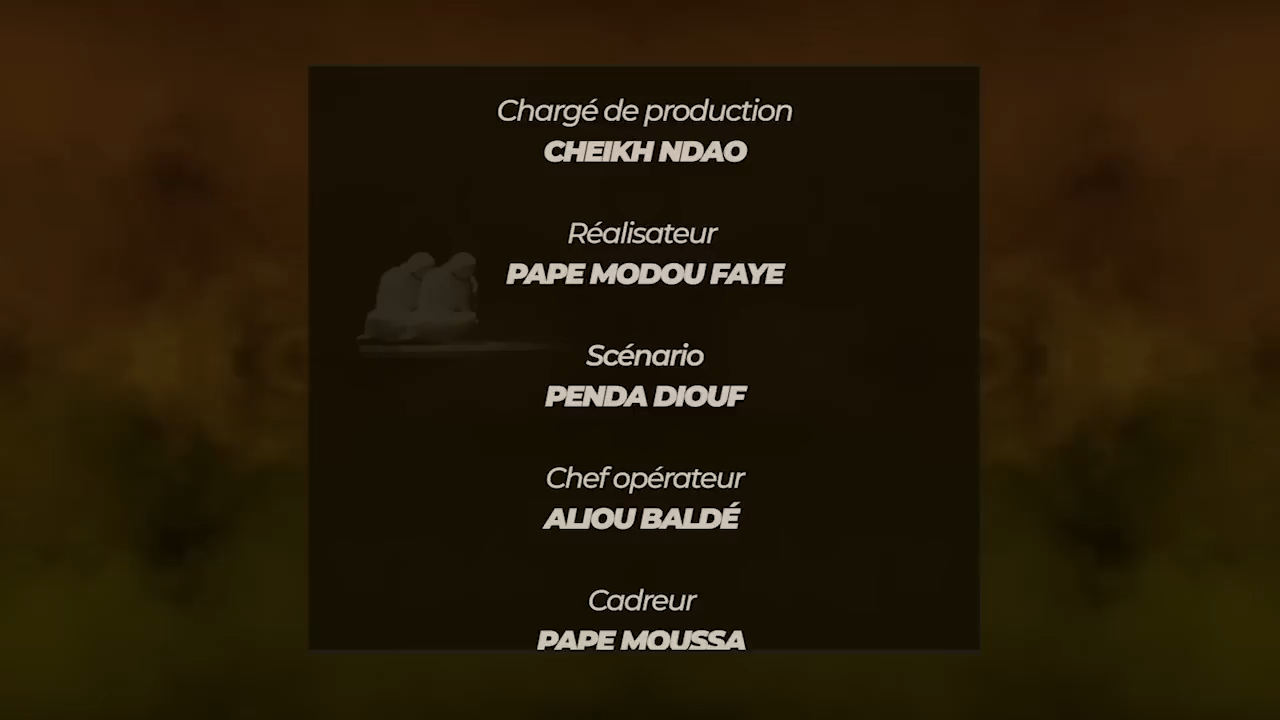 Chargé de production
CHEIKH NDAO
Réalisateur
PAPE MODOU FAYE
Scénario
PENDA DIOUF
Chef opérateur
ALIOU BALDÉ
Cadreur
PAPE MOUSSA